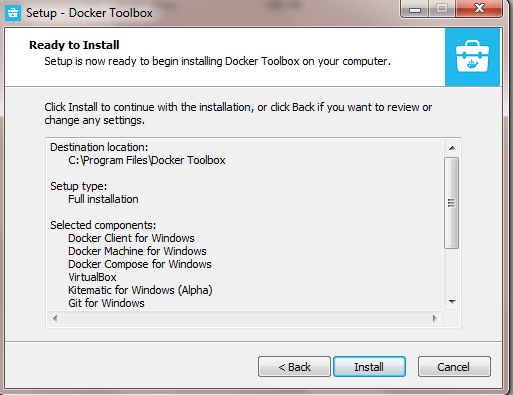 Setup - Docker Toolbox
Ready to Install
Setup is now ready to begin installing Docker Toolbox on your computer.
Click Install to continue with the installation, or click Back if you want to review or
change any settings.
Destination location:
C:\Program Files\Docker Toolbox
Setup type:
Full installation
Selected components:
Docker Client for Windows
Docker Machine for Windows
Docker Compose for Windows
VirtualBox
Kitematic for Windows (Alpha)
Git for Windows
< Back
Install
Cancel